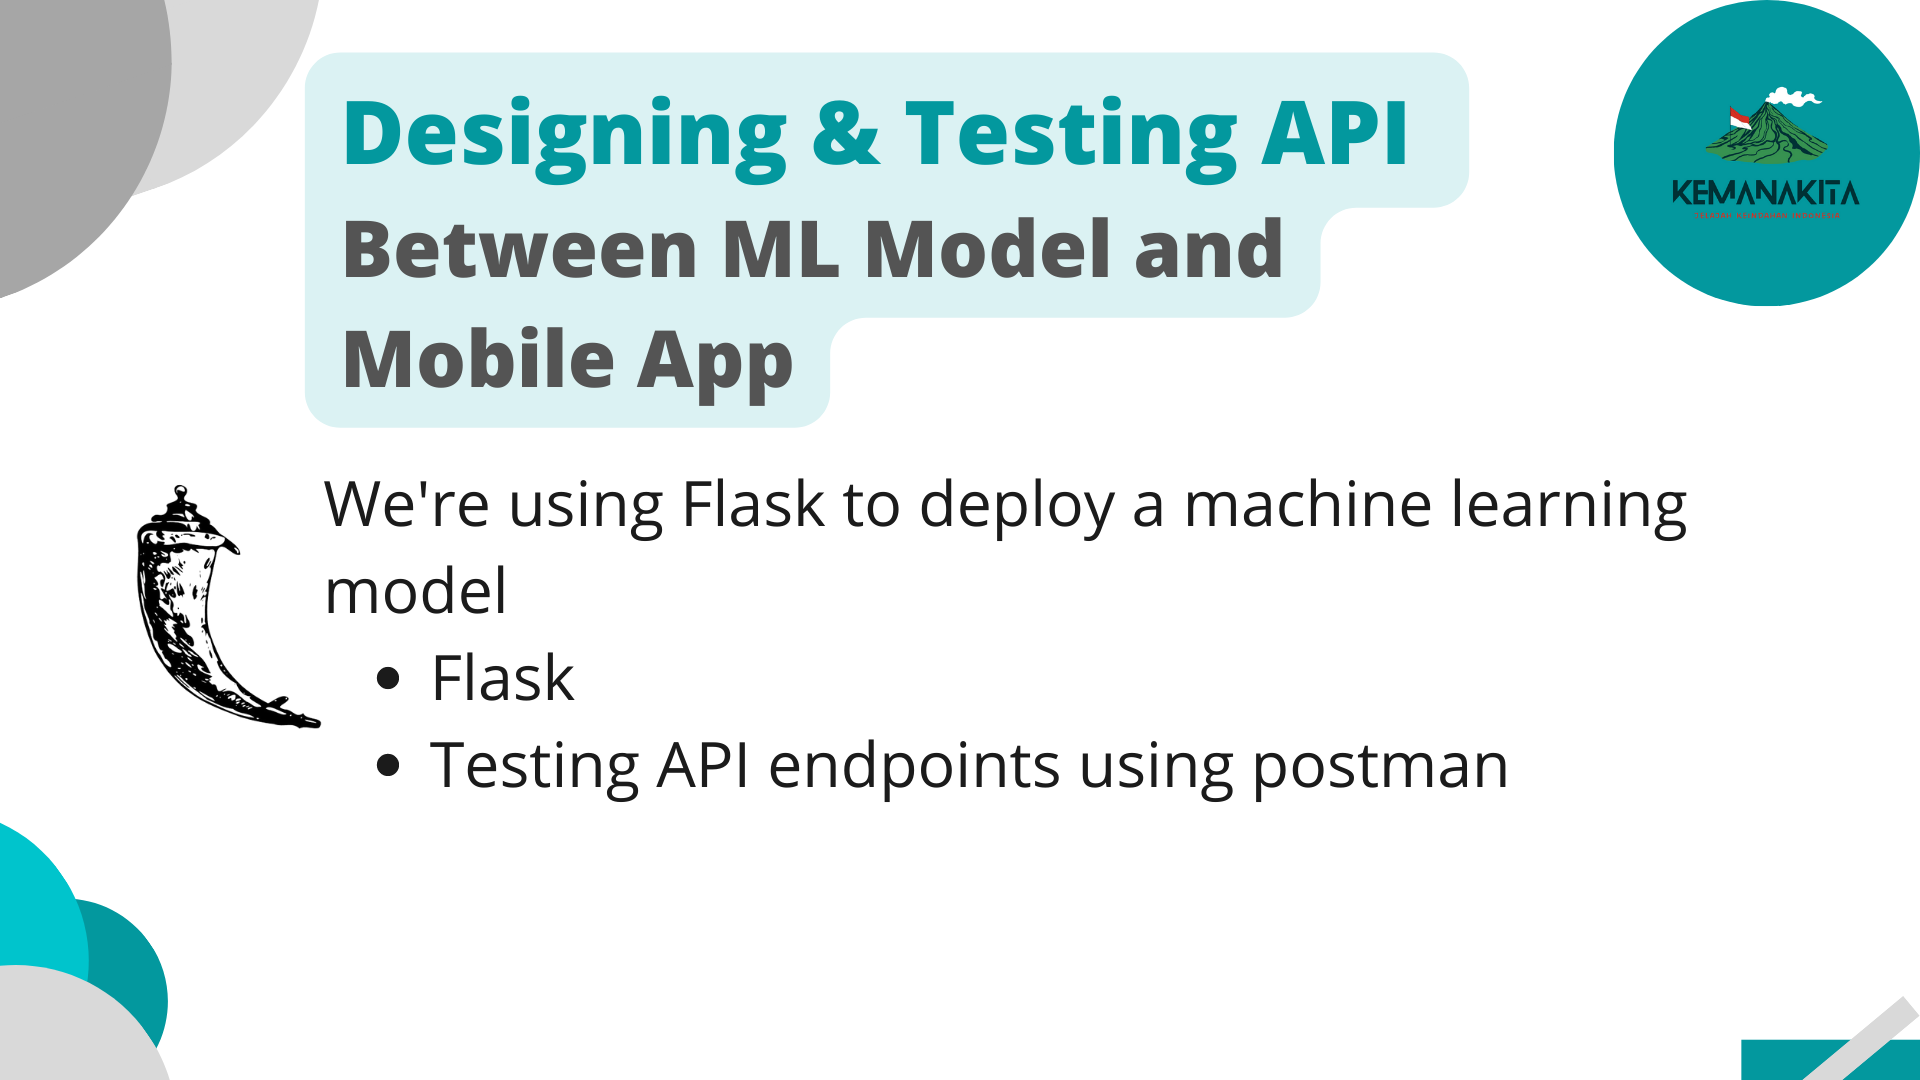 Designing & Testing API
Between ML Model and
Mobile App
KEMANAKITA
We're using Flask to deploy a machine learning
model
• Flask
• Testing API endpoints using postman